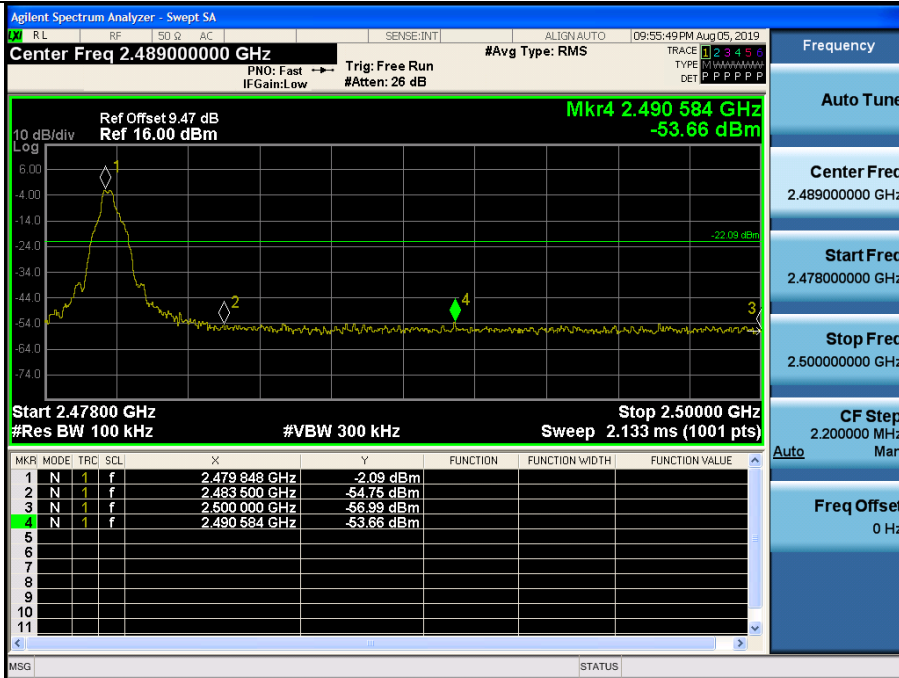 Agilent Spectrum Analyzer - Swept SA
LXI RL RF 50 Ω AC SENSE:INT ALIGN AUTO 09:55:49 PM Aug 05, 2019
Center Freq 2.489000000 GHz #Avg Type: RMS TRACE 1 2 3 4 5 6
PNO: Fast Trig: Free Run TYPE M WWWWW
IFGain:Low #Atten: 26 dB DET P P P P P P
Frequency
Auto Tune
Center Freq
2.489000000 GHz
Start Freq
2.478000000 GHz
Stop Freq
2.500000000 GHz
CF Step
2.200000 MHz
Auto Man
Freq Offset
0 Hz
Mkr4 2.490 584 GHz
-53.66 dBm
Ref Offset 9.47 dB
10 dB/div Ref 16.00 dBm
Log
6.00
-4.00
-14.0
-24.0
-34.0
-44.0
-54.0
-64.0
-74.0
1
2
4
3
-22.09 dBm
Start 2.47800 GHz Stop 2.50000 GHz
#Res BW 100 kHz #VBW 300 kHz Sweep 2.133 ms (1001 pts)
MKR MODE TRC SCL X Y FUNCTION FUNCTION WIDTH FUNCTION VALUE
1 N 1 f 2.479 848 GHz -2.09 dBm
2 N 1 f 2.483 500 GHz -54.75 dBm
3 N 1 f 2.500 000 GHz -56.99 dBm
4 N 1 f 2.490 584 GHz -53.66 dBm
5
6
7
8
9
10
11
MSG STATUS